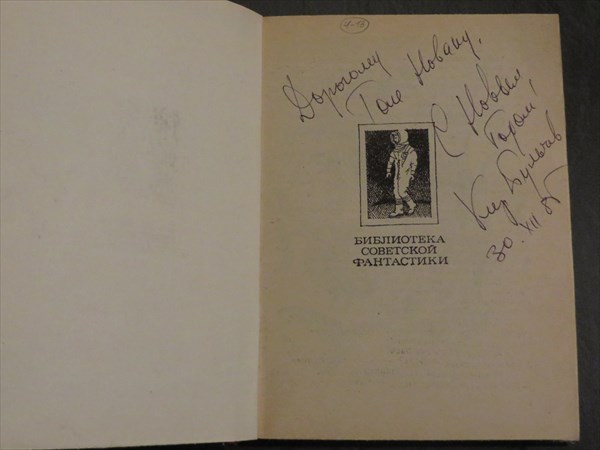 Дорогому
Толе Новаку,
С Новым
Годом!
Кир Булычев
30.XII 85
БИБЛИОТЕКА
СОВЕТСКОЙ
ФАНТАСТИКИ